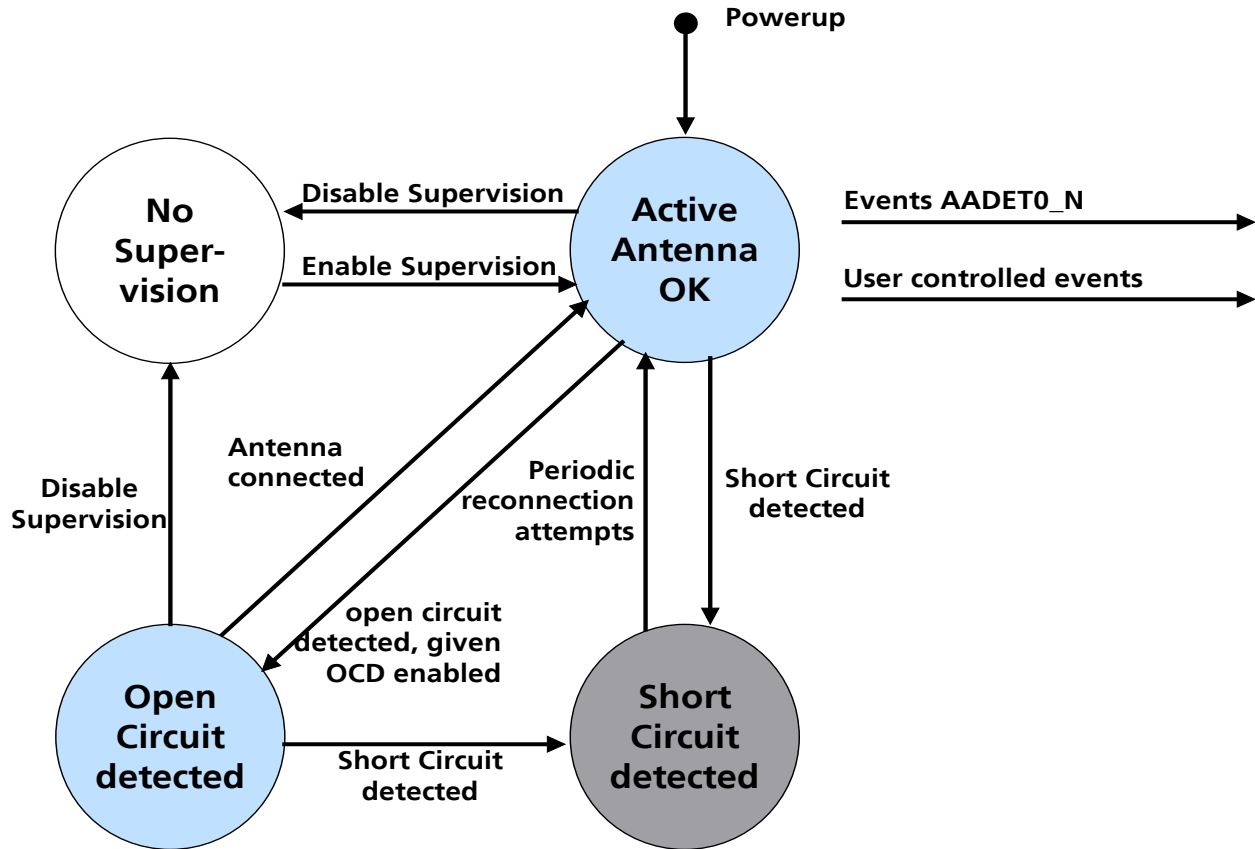 Powerup
No
Super-
vision
Disable Supervision
Enable Supervision
Active
Antenna
OK
Events AADET0_N
User controlled events
Antenna
connected
Disable
Supervision
Periodic
reconnection
attempts
Short Circuit
detected
open circuit
detected, given
OCD enabled
Open
Circuit
detected
Short Circuit
detected
Short
Circuit
detected